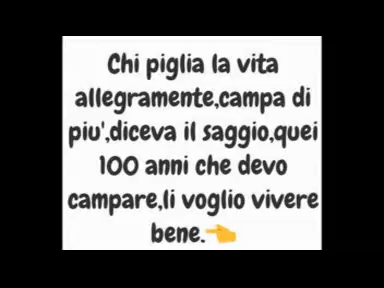 Chi piglia la vita
allegramente,campa di
piu',diceva il saggio,quei
100 anni che devo
campare,li voglio vivere
bene.👈